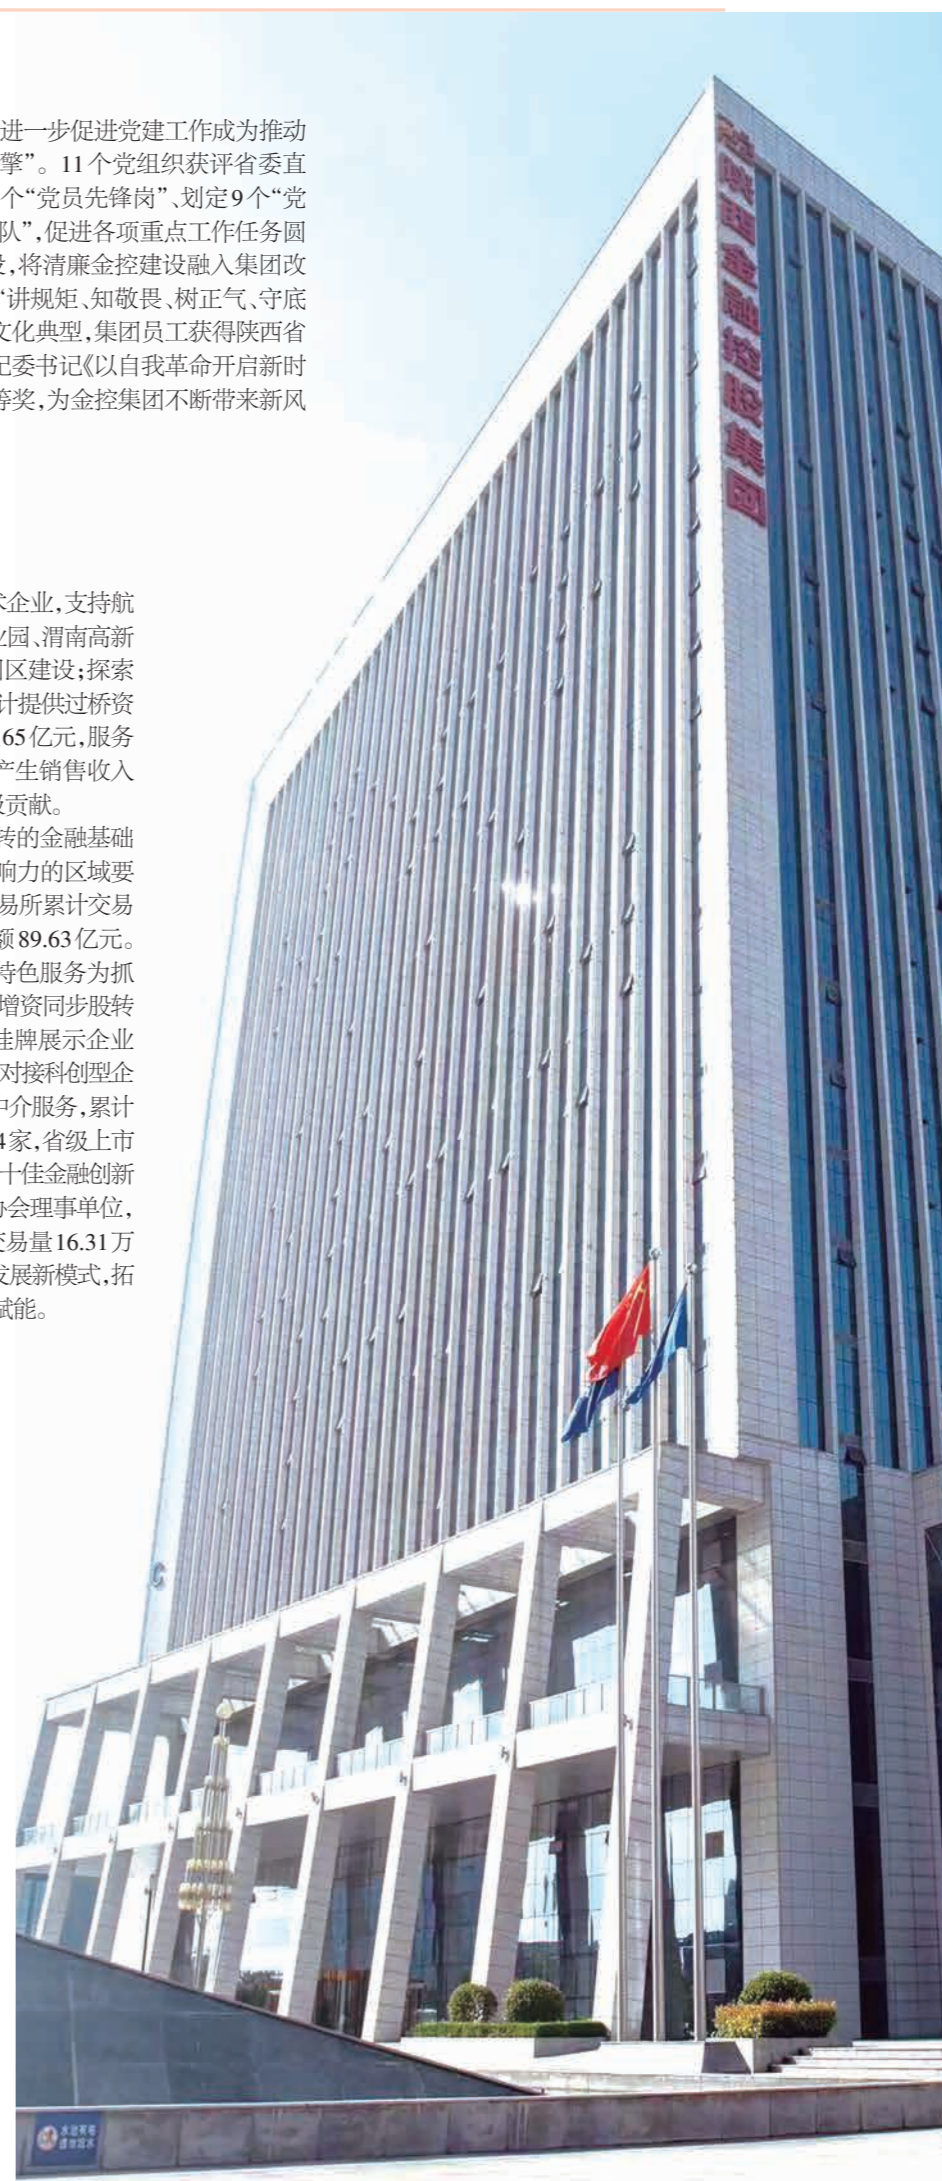 进一步促进党建工作成为推动
擎”。11个党组织获评省委直
个“党员先锋岗”、划定9个“党
队”,促进各项重点工作任务圆
,将清廉金控建设融入集团改
“讲规矩、知敬畏、树正气、守底
文化典型,集团员工获得陕西省
纪委书记《以自我革命开启新时
等奖,为金控集团不断带来新风
术企业,支持航
业园、渭南高新
园区建设;探索
计提供过桥资
65亿元,服务
产生销售收入
贡献。
转的金融基础
响力的区域要
易所累计交易
额89.63亿元。
特色服务为抓
增资同步股转
挂牌展示企业
对接科创型企
中介服务,累计
4家,省级上市
十佳金融创新
协会理事单位,
交易量16.31万
发展新模式,拓
赋能。
陕西金融控股集团
C
水池有电
请勿戏水